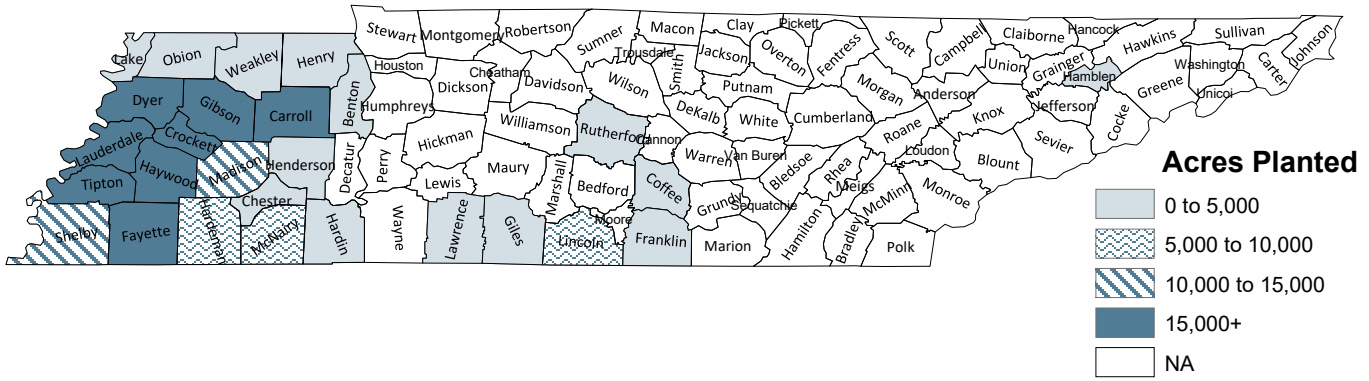 Stewart
Montgomery
Robertson
Sumner
Macon
Clay
Pickett
Trousdale
Smith
Jackson
Overton
Fentress
Scott
Campbell
Claiborne
Hancock
Hawkins
Sullivan
Johnson
Carter
Washington
Unicoi
Greene
Hamblen
Grainger
Union
Lake
Obion
Weakley
Henry
Houston
Dickson
Cheatham
Davidson
Wilson
Putnam
Morgan
Anderson
Knox
Jefferson
Cocke
Dyer
Gibson
Carroll
Benton
Humphreys
Hickman
Williamson
Rutherford
Cannon
DeKalb
White
Cumberland
Roane
Loudon
Blount
Sevier
Lauderdale
Crockett
Haywood
Madison
Henderson
Decatur
Perry
Lewis
Maury
Marshall
Bedford
Coffee
Warren
Van Buren
Bledsoe
Rhea
Meigs
McMinn
Monroe
Tipton
Chester
Moore
Grundy
Sequatchie
Shelby
Fayette
Hardeman
McNairy
Hardin
Wayne
Lawrence
Giles
Lincoln
Franklin
Marion
Hamilton
Bradley
Polk
Acres Planted
0 to 5,000
5,000 to 10,000
10,000 to 15,000
15,000+
NA